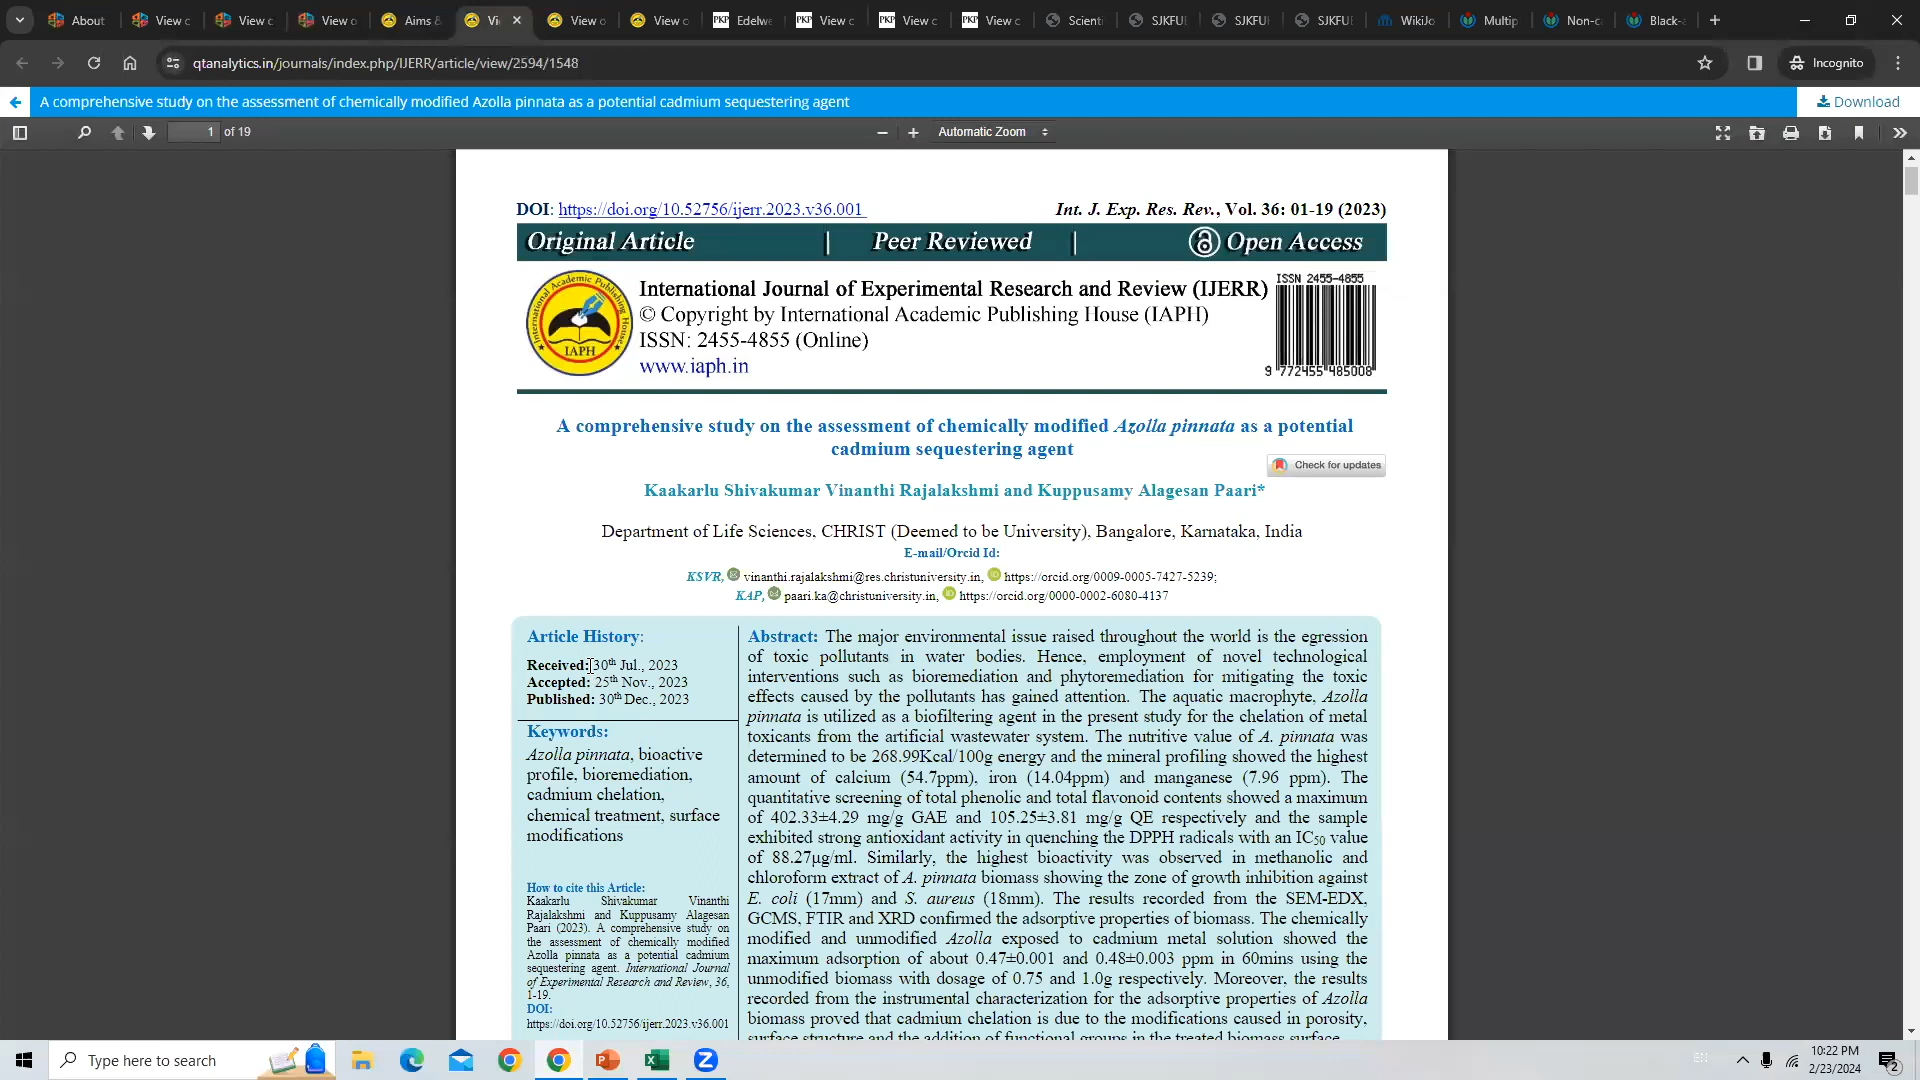 About
View c
View c
View o
Aims &
Vi
View o
View o
Edelw
View c
View c
View c
Scienti
SJKFU
SJKFU
SJKFU
WikiJo
Multip
Non-c
Black-
qtanalytics.in/journals/index.php/IJERR/article/view/2594/1548
Incognito
A comprehensive study on the assessment of chemically modified Azolla pinnata as a potential cadmium sequestering agent
Download
1 of 19
Automatic Zoom
DOI: https://doi.org/10.52756/ijerr.2023.v36.001
Int. J. Exp. Res. Rev., Vol. 36: 01-19 (2023)
Original Article | Peer Reviewed | Open Access
International Academic Publishing House
IAPH
International Journal of Experimental Research and Review (IJERR)
© Copyright by International Academic Publishing House (IAPH)
ISSN: 2455-4855 (Online)
www.iaph.in
ISSN 2455-4855
9 772455 485008
A comprehensive study on the assessment of chemically modified Azolla pinnata as a potential
cadmium sequestering agent
Check for updates
Kaakarlu Shivakumar Vinanthi Rajalakshmi and Kuppusamy Alagesan Paari*
Department of Life Sciences, CHRIST (Deemed to be University), Bangalore, Karnataka, India
E-mail/Orcid Id:
KSVR, vinanthi.rajalakshmi@res.christuniversity.in, https://orcid.org/0009-0005-7427-5239;
KAP, paari.ka@christuniversity.in, https://orcid.org/0000-0002-6080-4137
Article History:
Received: 30th Jul., 2023
Accepted: 25th Nov., 2023
Published: 30th Dec., 2023
Keywords:
Azolla pinnata, bioactive
profile, bioremediation,
cadmium chelation,
chemical treatment, surface
modifications
How to cite this Article:
Kaakarlu Shivakumar Vinanthi
Rajalakshmi and Kuppusamy Alagesan
Paari (2023). A comprehensive study on
the assessment of chemically modified
Azolla pinnata as a potential cadmium
sequestering agent. International Journal
of Experimental Research and Review, 36,
1-19.
DOI:
https://doi.org/10.52756/ijerr.2023.v36.001
Abstract: The major environmental issue raised throughout the world is the egression
of toxic pollutants in water bodies. Hence, employment of novel technological
interventions such as bioremediation and phytoremediation for mitigating the toxic
effects caused by the pollutants has gained attention. The aquatic macrophyte, Azolla
pinnata is utilized as a biofiltering agent in the present study for the chelation of metal
toxicants from the artificial wastewater system. The nutritive value of A. pinnata was
determined to be 268.99Kcal/100g energy and the mineral profiling showed the highest
amount of calcium (54.7ppm), iron (14.04ppm) and manganese (7.96 ppm). The
quantitative screening of total phenolic and total flavonoid contents showed a maximum
of 402.33±4.29 mg/g GAE and 105.25±3.81 mg/g QE respectively and the sample
exhibited strong antioxidant activity in quenching the DPPH radicals with an IC50 value
of 88.27µg/ml. Similarly, the highest bioactivity was observed in methanolic and
chloroform extract of A. pinnata biomass showing the zone of growth inhibition against
E. coli (17mm) and S. aureus (18mm). The results recorded from the SEM-EDX,
GCMS, FTIR and XRD confirmed the adsorptive properties of biomass. The chemically
modified and unmodified Azolla exposed to cadmium metal solution showed the
maximum adsorption of about 0.47±0.001 and 0.48±0.003 ppm in 60mins using the
unmodified biomass with dosage of 0.75 and 1.0g respectively. Moreover, the results
recorded from the instrumental characterization for the adsorptive properties of Azolla
biomass proved that cadmium chelation is due to the modifications caused in porosity,
surface structure and the addition of functional groups in the treated biomass surface.
Type here to search
10:22 PM
2/23/2024
2